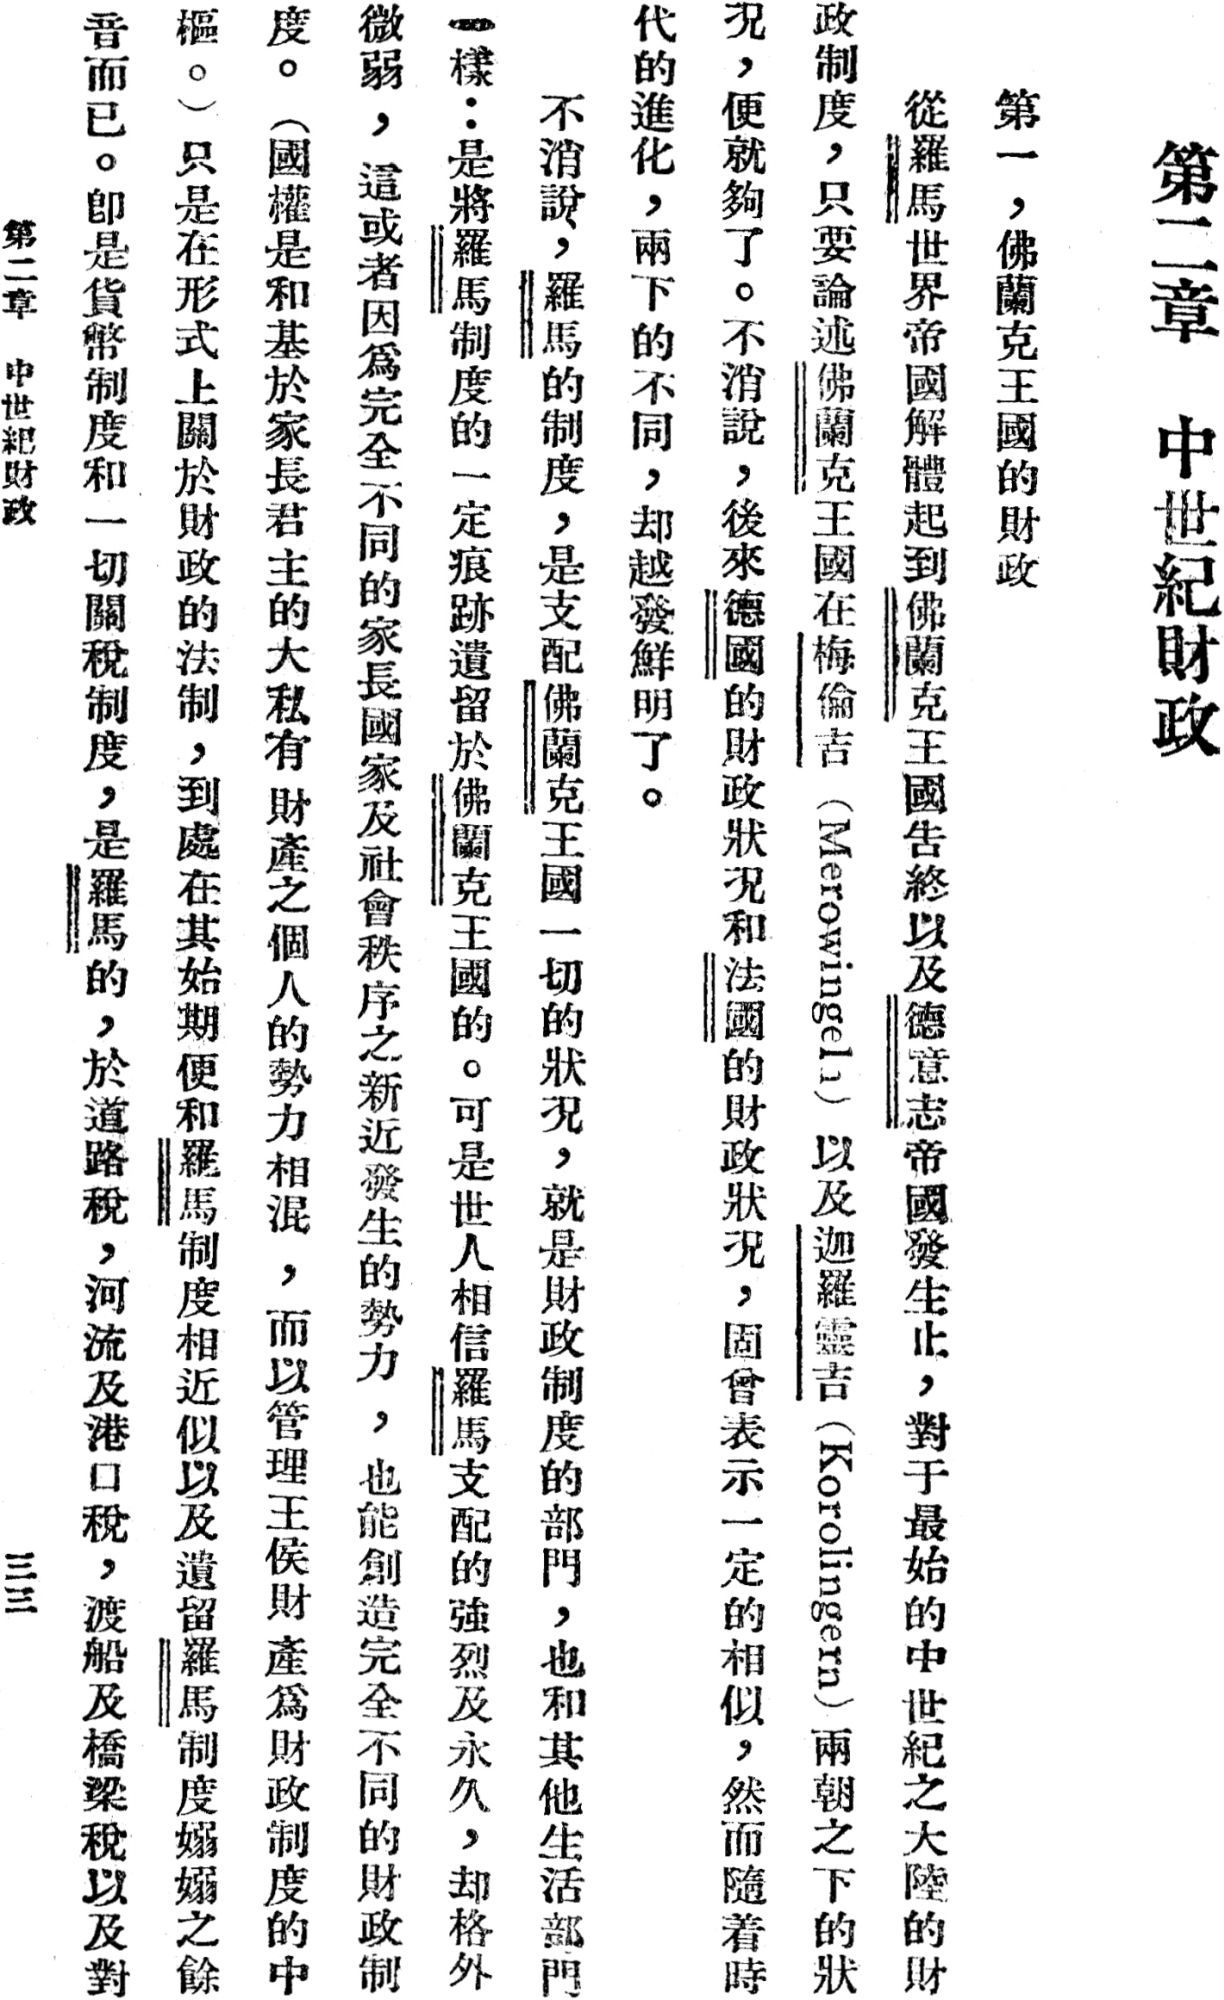 第二章　中世紀財政
第一，佛蘭克王國的財政
從羅馬世界帝國解體起到佛蘭克王國告終以及德意志帝國發生止，對于最始的中世紀之大陸的財
政制度，只要論述佛蘭克王國在梅倫吉（Merowingeln）以及迦羅靈吉（Korolingern）兩朝之下的狀
況，便就夠了。不消說，後來德國的財政狀況和法國的財政狀況，固曾表示一定的相似，然而隨着時
代的進化，兩下的不同，却越發鮮明了。
不消說，羅馬的制度，是支配佛蘭克王國一切的狀況，就是財政制度的部門，也和其他生活部門
一樣：是將羅馬制度的一定痕跡遺留於佛蘭克王國的。可是世人相信羅馬支配的強烈及永久，却格外
微弱，這或者因爲完全不同的家長國家及社會秩序之新近發生的勢力，也能創造完全不同的財政制
度。（國權是和基於家長君主的大私有財產之個人的勢力相混，而以管理王侯財產爲財政制度的中
樞。）只是在形式上關於財政的法制，到處在其始期便和羅馬制度相近似以及遺留羅馬制度嫋嫋之餘
音而已。卽是貨幣制度和一切關稅制度，是羅馬的，於道路稅，河流及港口稅，渡船及橋梁稅以及對
第二章　中世紀財政　三三